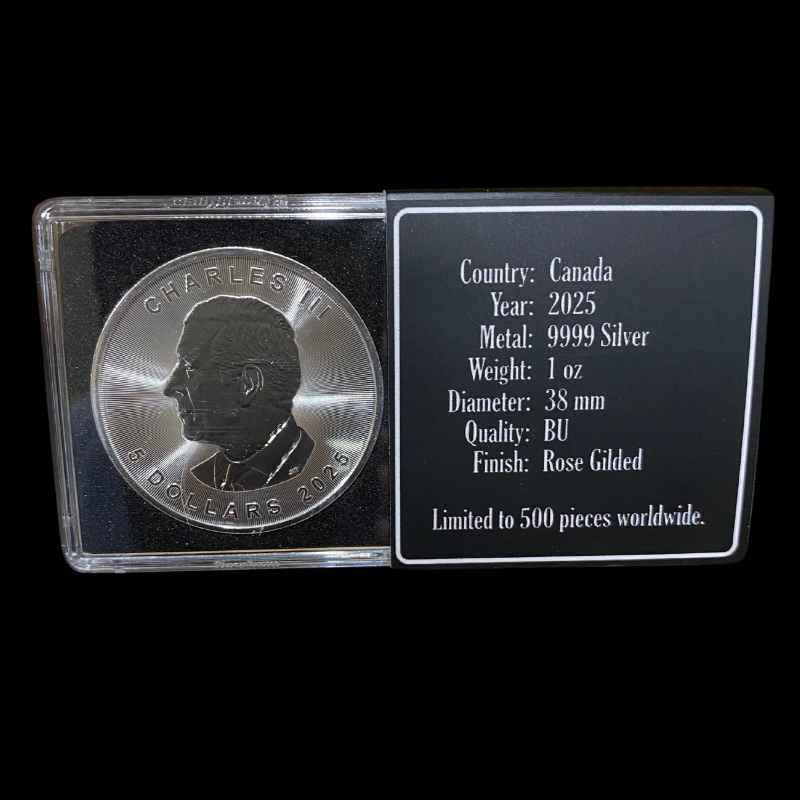 CHARLES III
5 DOLLARS 2025
Country: Canada
Year: 2025
Metal: 9999 Silver
Weight: 1 oz
Diameter: 38 mm
Quality: BU
Finish: Rose Gilded
Limited to 500 pieces worldwide.